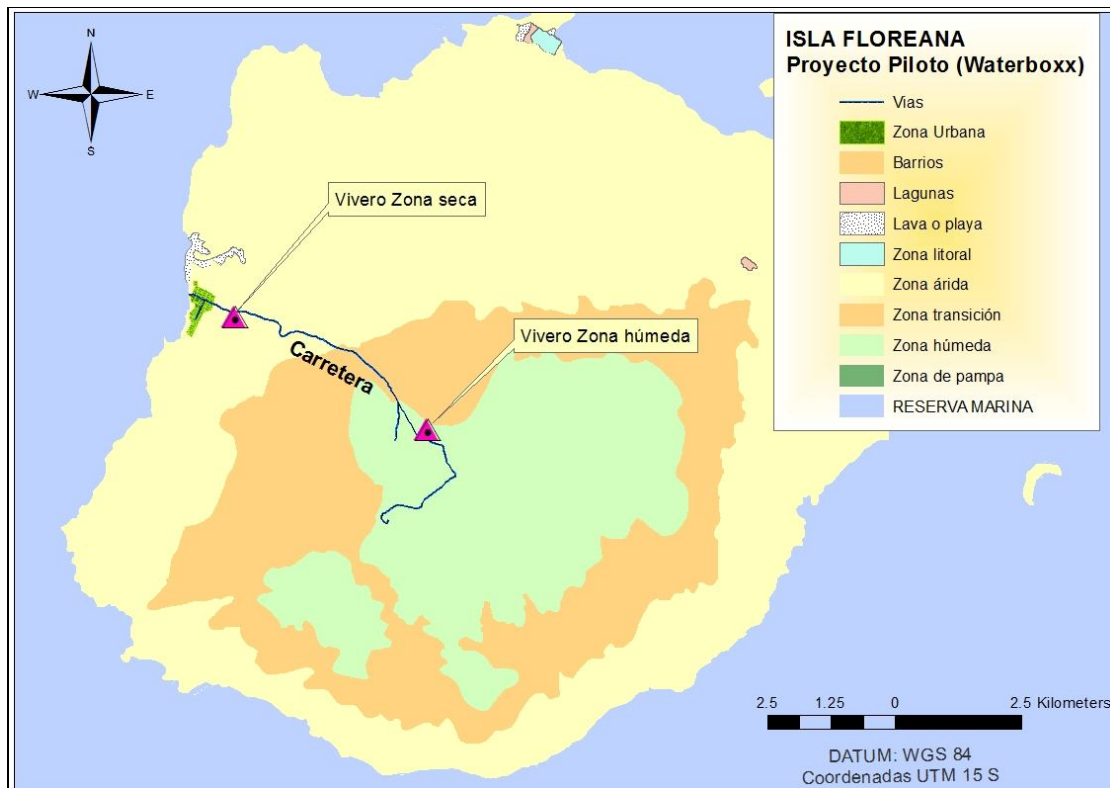 ISLA FLOREANA
Proyecto Piloto (Waterboxx)
Vias
Zona Urbana
Barrios
Lagunas
Lava o playa
Zona litoral
Zona árida
Zona transición
Zona húmeda
Zona de pampa
RESERVA MARINA
N
W
E
S
Vivero Zona seca
Vivero Zona húmeda
Carretera
2.5 1.25 0 2.5 Kilometers
DATUM: WGS 84
Coordenadas UTM 15 S